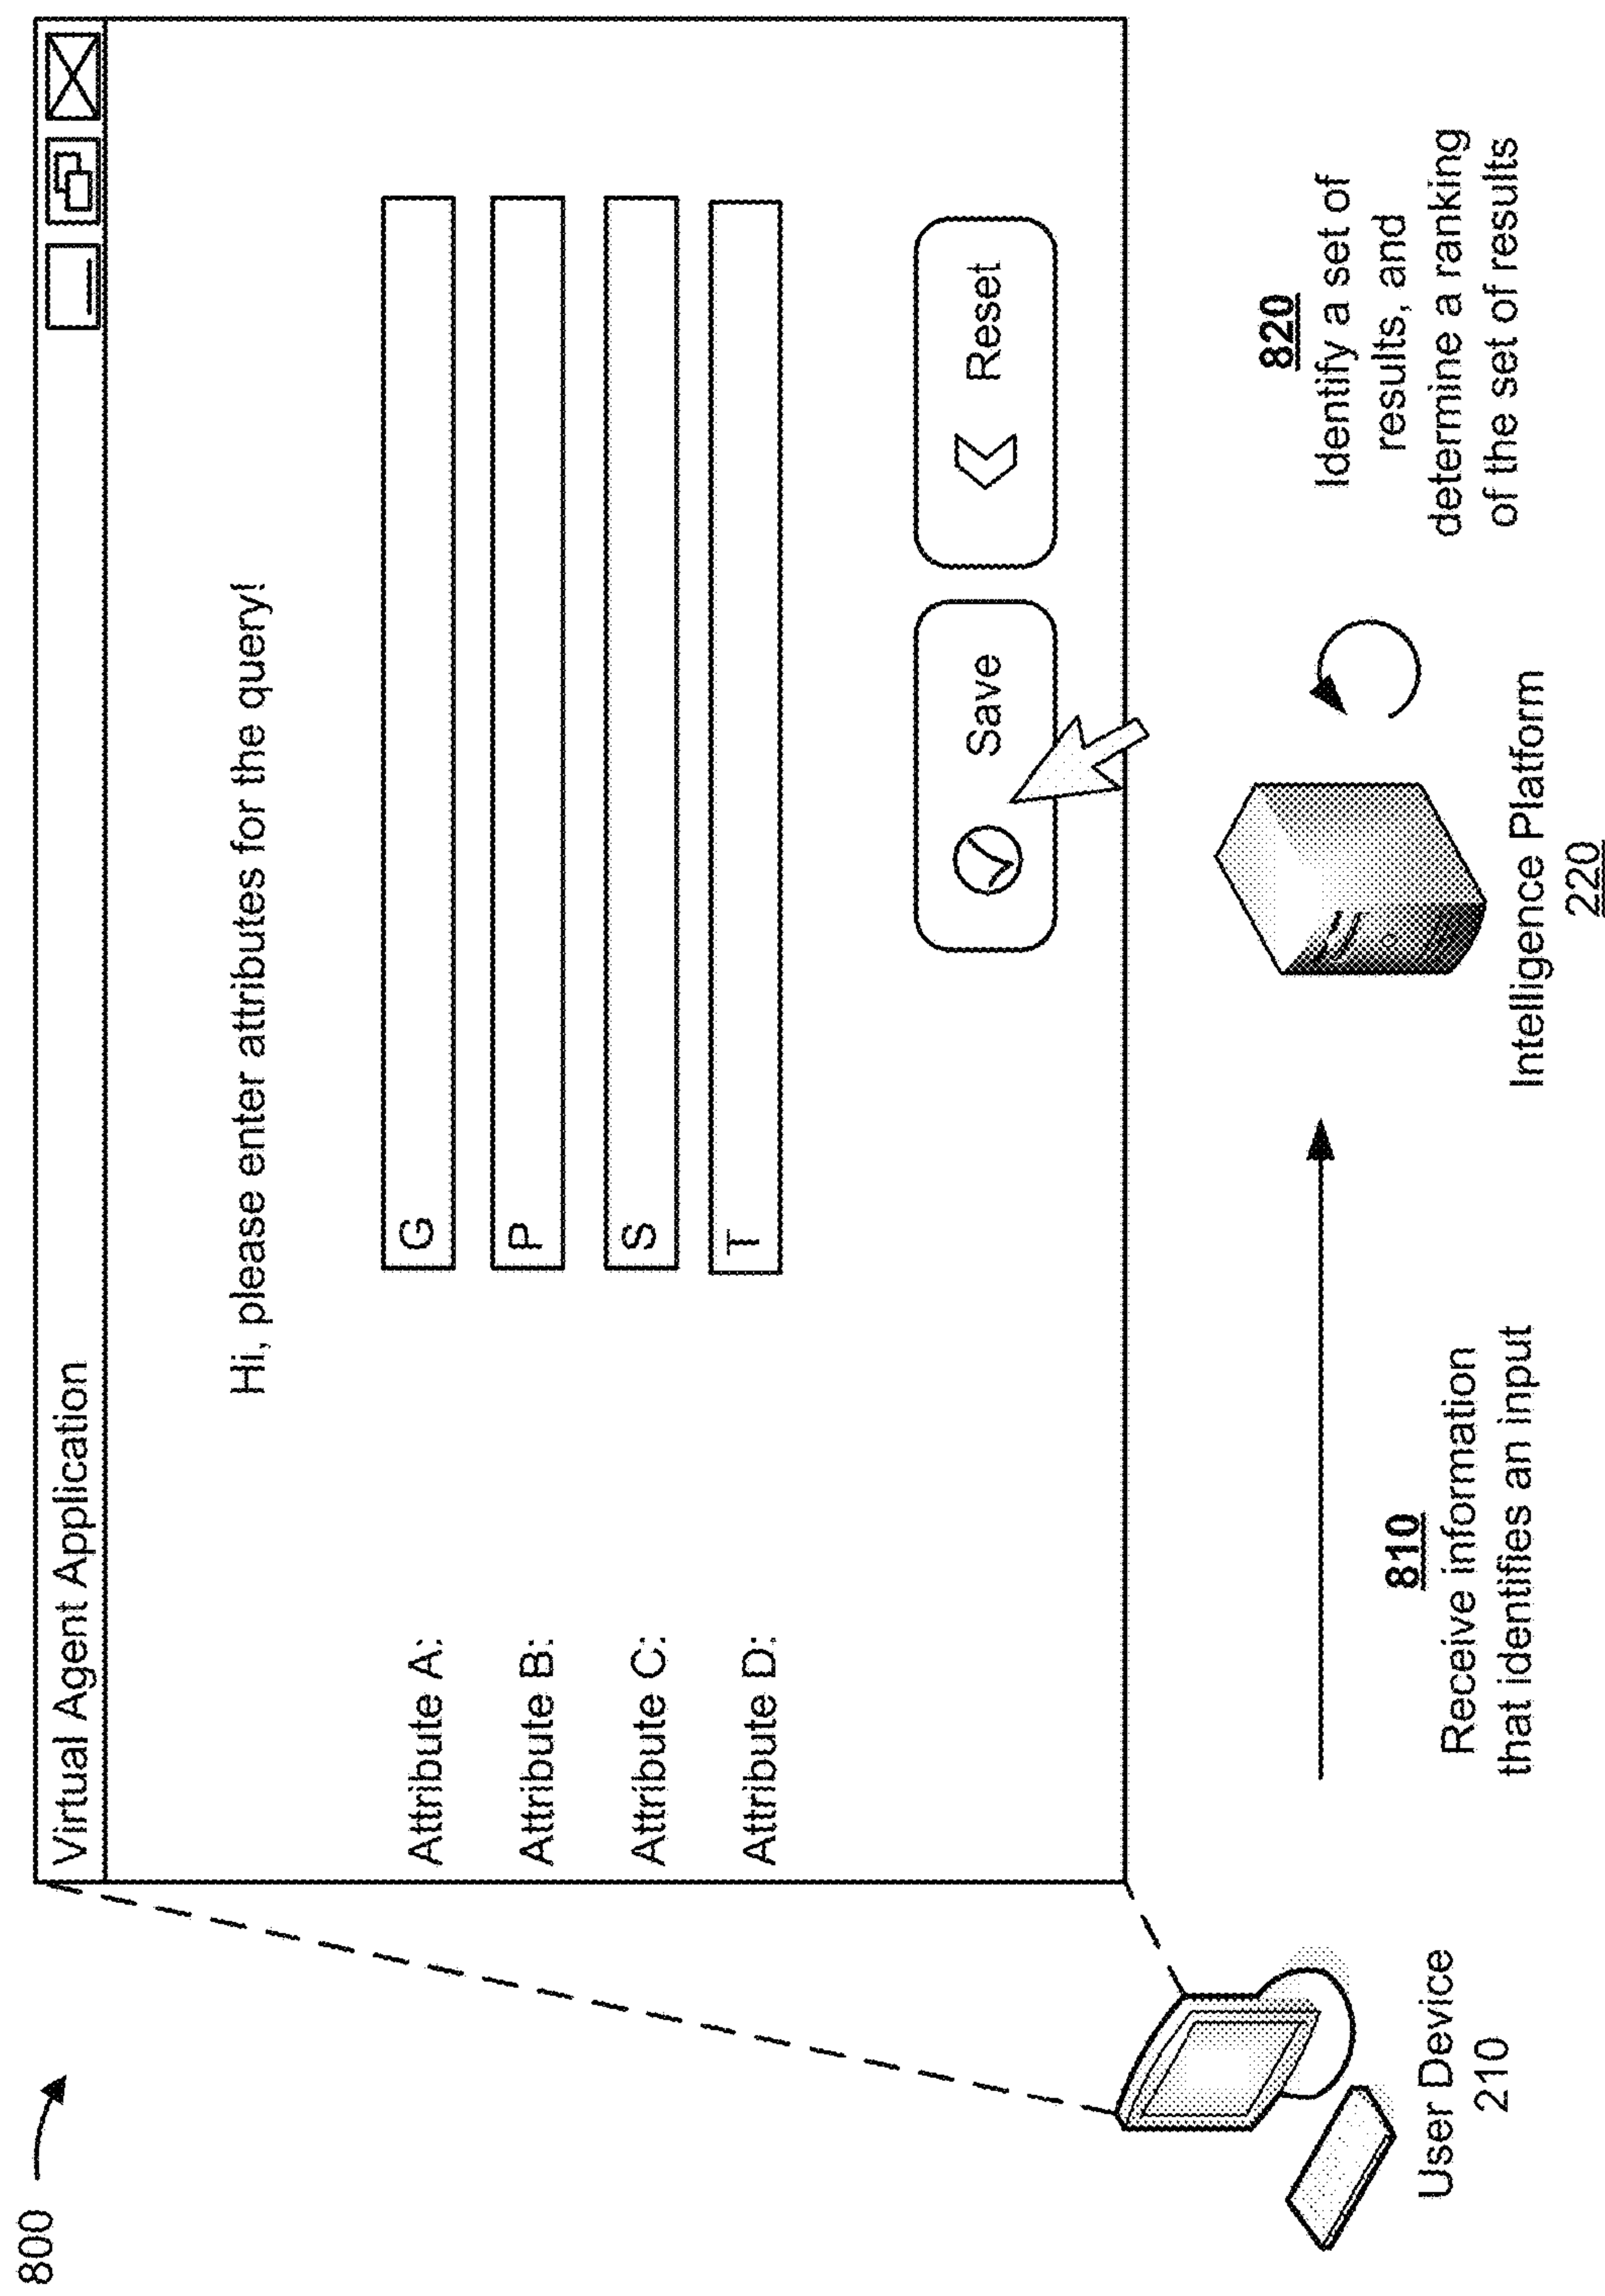 800
Virtual Agent Application
Hi, please enter attributes for the query!
Attribute A: G
Attribute B: P
Attribute C: S
Attribute D: T
Save
Reset
User Device
210
810
Receive information
that identifies an input
Intelligence Platform
220
820
Identify a set of
results, and
determine a ranking
of the set of results